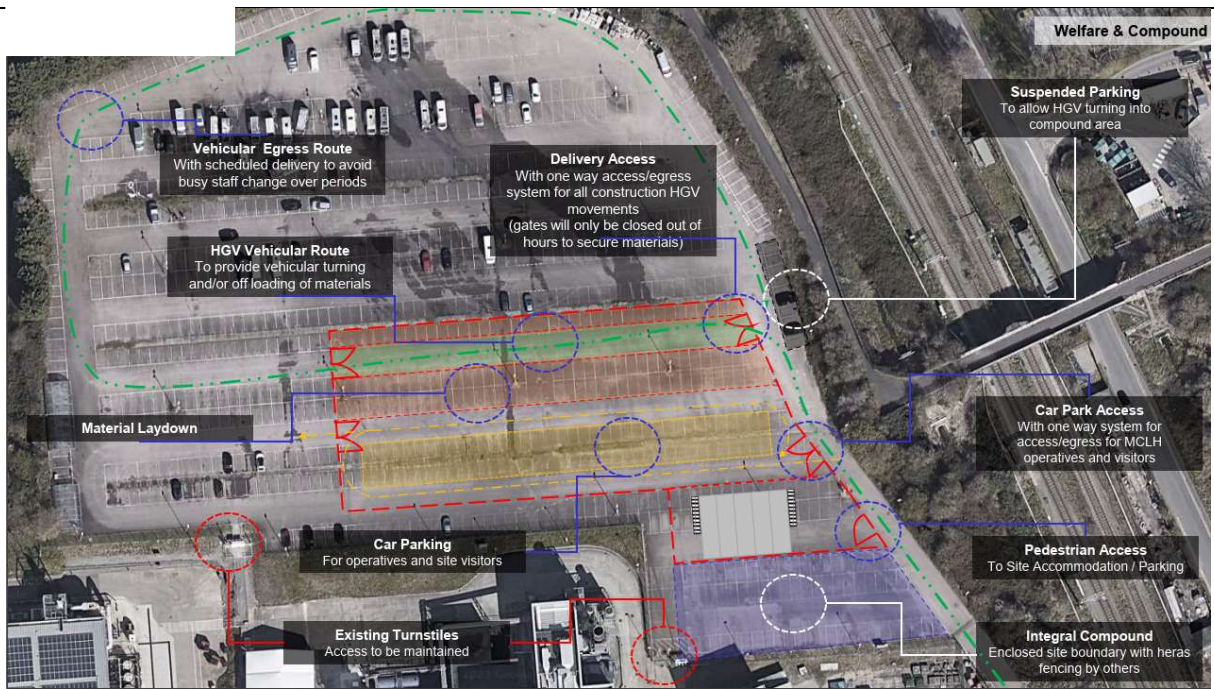 Welfare & Compound
Suspended Parking
To allow HGV turning into
compound area
Vehicular Egress Route
With scheduled delivery to avoid
busy staff change over periods
Delivery Access
With one way access/egress
system for all construction HGV
movements
(gates will only be closed out of
hours to secure materials)
HGV Vehicular Route
To provide vehicular turning
and/or off loading of materials
Material Laydown
Car Park Access
With one way system for
access/egress for MCLH
operatives and visitors
Car Parking
For operatives and site visitors
Pedestrian Access
To Site Accommodation / Parking
Existing Turnstiles
Access to be maintained
Integral Compound
Enclosed site boundary with heras
fencing by others